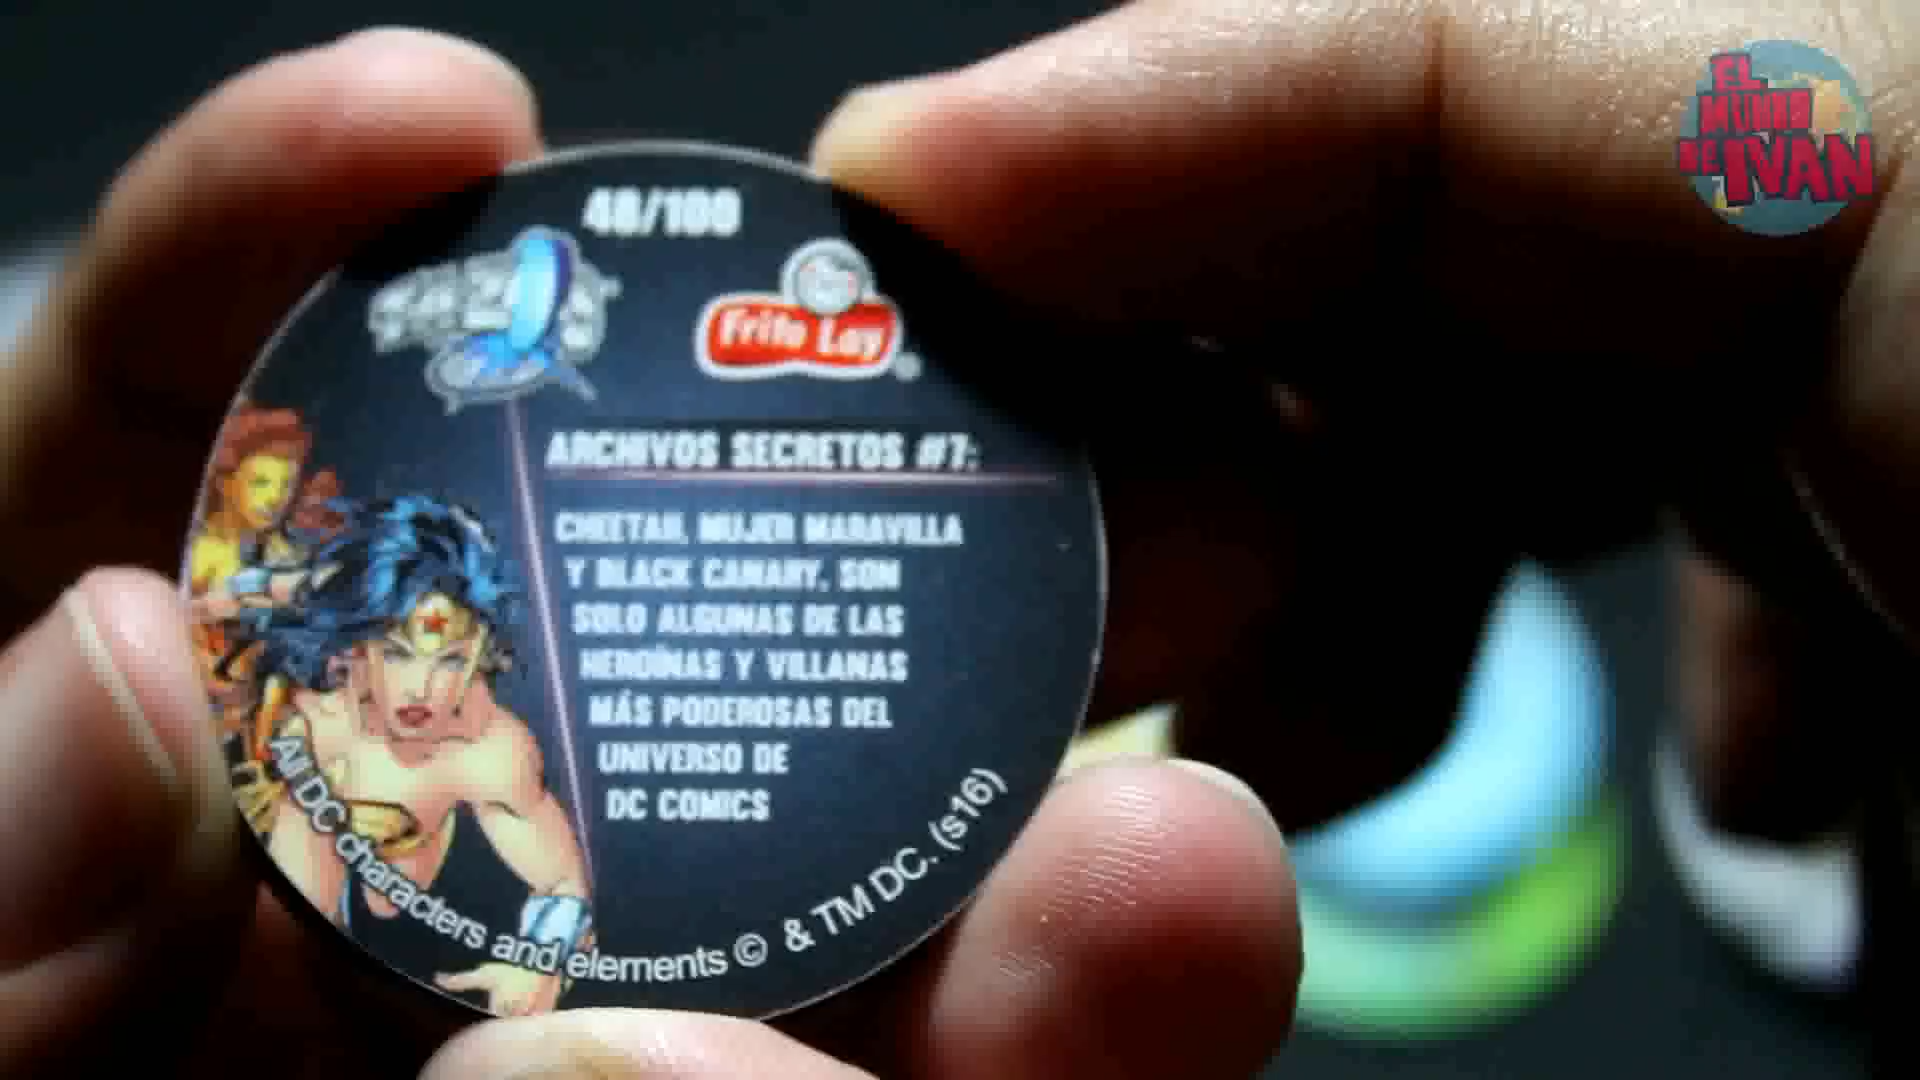 EL
MUNDO
DE IVAN
48/100
TAZOS
Frito Lay
ARCHIVOS SECRETOS #7:
CHEETAH, MUJER MARAVILLA
Y BLACK CANARY, SON
SOLO ALGUNAS DE LAS
HEROÍNAS Y VILLANAS
MÁS PODEROSAS DEL
UNIVERSO DE
DC COMICS
All DC characters and elements © & TM DC. (s16)